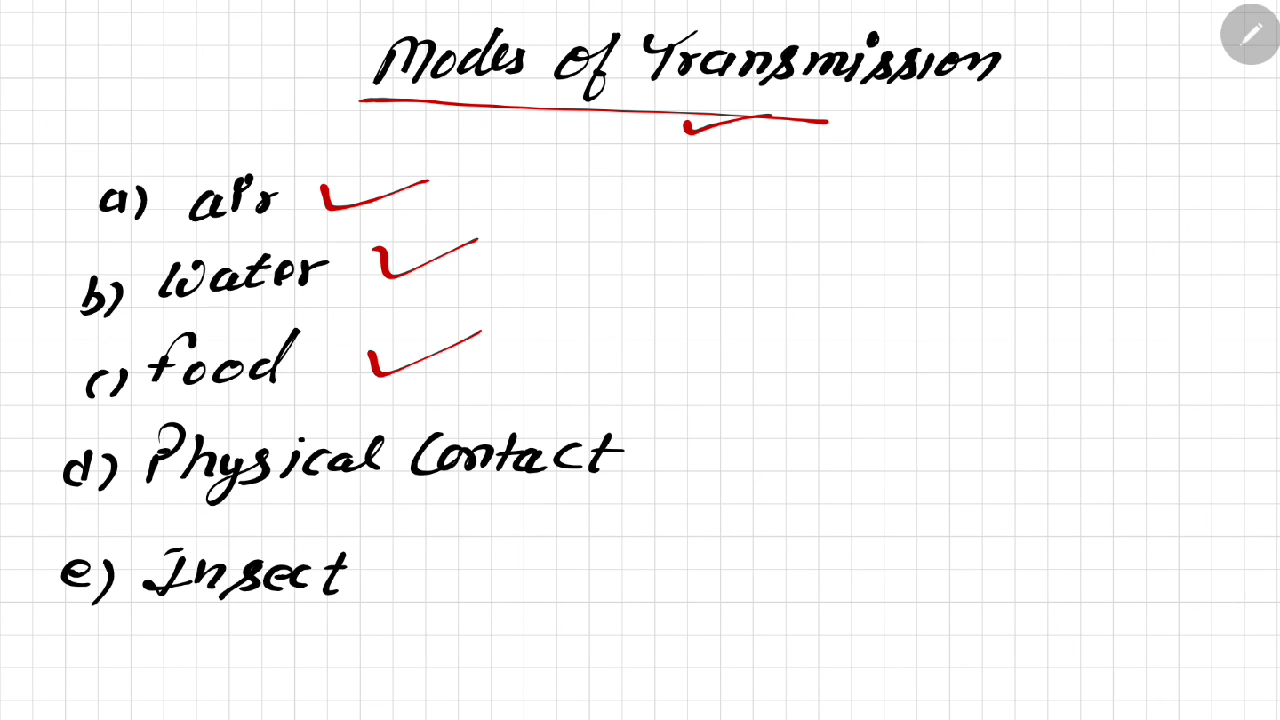 Modes of Transmission
a) air
b) Water
c) food
d) Physical Contact
e) Insect